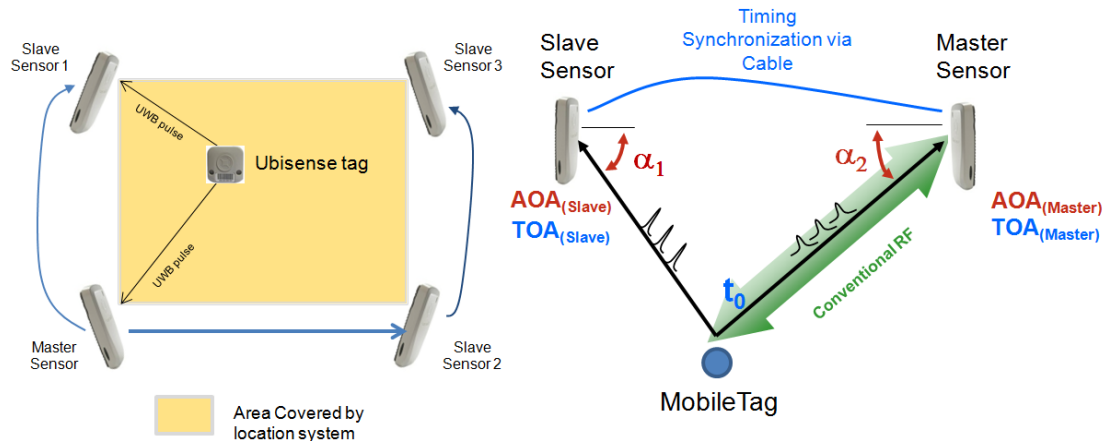 Slave
Sensor 1
Slave
Sensor 3
UWB pulse
Ubisense tag
UWB pulse
Master
Sensor
Slave
Sensor 2
Area Covered by
location system
Timing
Synchronization via
Cable
Slave
Sensor
Master
Sensor
α1
α2
AOA(Slave)
TOA(Slave)
AOA(Master)
TOA(Master)
t0
Conventional RF
MobileTag